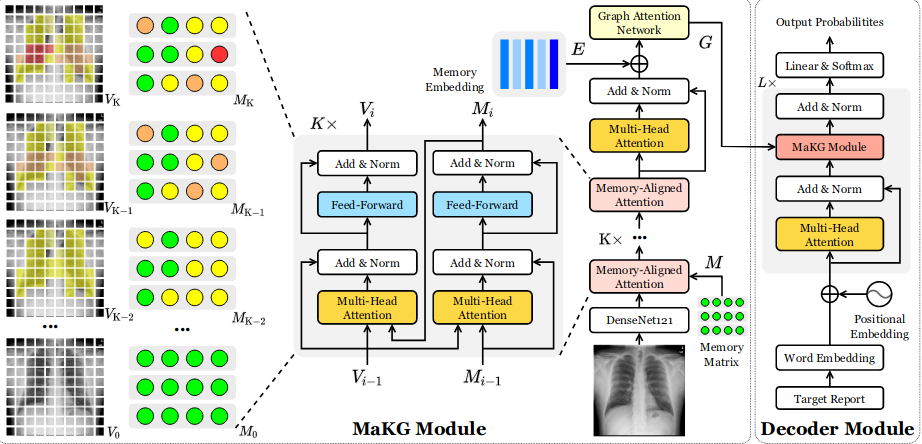 V_K
M_K
V_{K-1}
M_{K-1}
V_{K-2}
M_{K-2}
...
...
V_0
M_0
V_i
M_i
K×
Add & Norm
Add & Norm
Feed-Forward
Feed-Forward
Add & Norm
Add & Norm
Multi-Head
Attention
Multi-Head
Attention
V_{i−1}
M_{i−1}
MaKG Module
Memory
Embedding
E
Graph Attention
Network
G
Add & Norm
Multi-Head
Attention
Memory-Aligned
Attention
K×
...
Memory-Aligned
Attention
M
DenseNet121
Memory
Matrix
Output Probabilitites
Linear & Softmax
L×
Add & Norm
MaKG Module
Add & Norm
Multi-Head
Attention
Positional
Embedding
Word Embedding
Target Report
Decoder Module